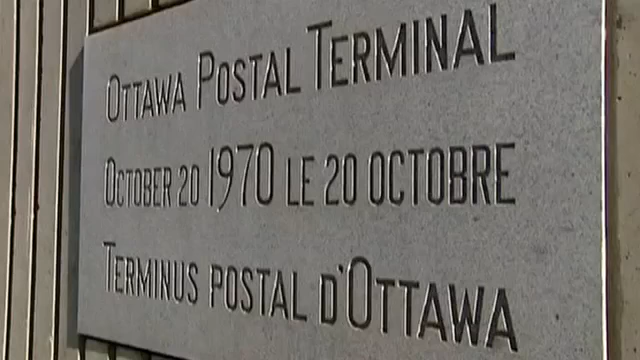 OTTAWA POSTAL TERMINAL
OCTOBER 20 1970 LE 20 OCTOBRE
TERMINUS POSTAL D'OTTAWA